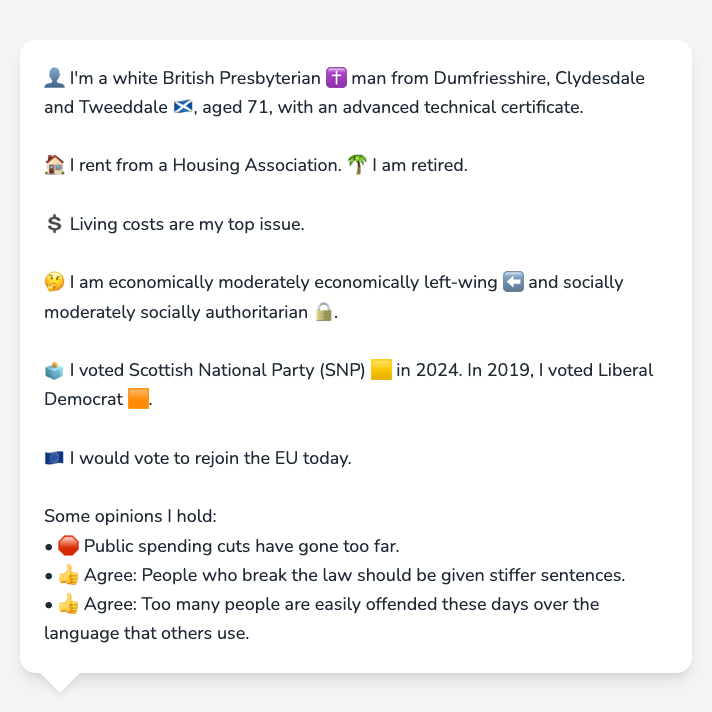 👤 I'm a white British Presbyterian ✝️ man from Dumfriesshire, Clydesdale
and Tweeddale 🏴󠁧󠁢󠁳󠁣󠁴󠁿, aged 71, with an advanced technical certificate.
🏠 I rent from a Housing Association. 🌴 I am retired.
💲 Living costs are my top issue.
🤔 I am economically moderately economically left-wing ⬅️ and socially
moderately socially authoritarian 🔒.
🗳️ I voted Scottish National Party (SNP) 🟨 in 2024. In 2019, I voted Liberal
Democrat 🟧.
🇪🇺 I would vote to rejoin the EU today.
Some opinions I hold:
• 🛑 Public spending cuts have gone too far.
• 👍 Agree: People who break the law should be given stiffer sentences.
• 👍 Agree: Too many people are easily offended these days over the
language that others use.